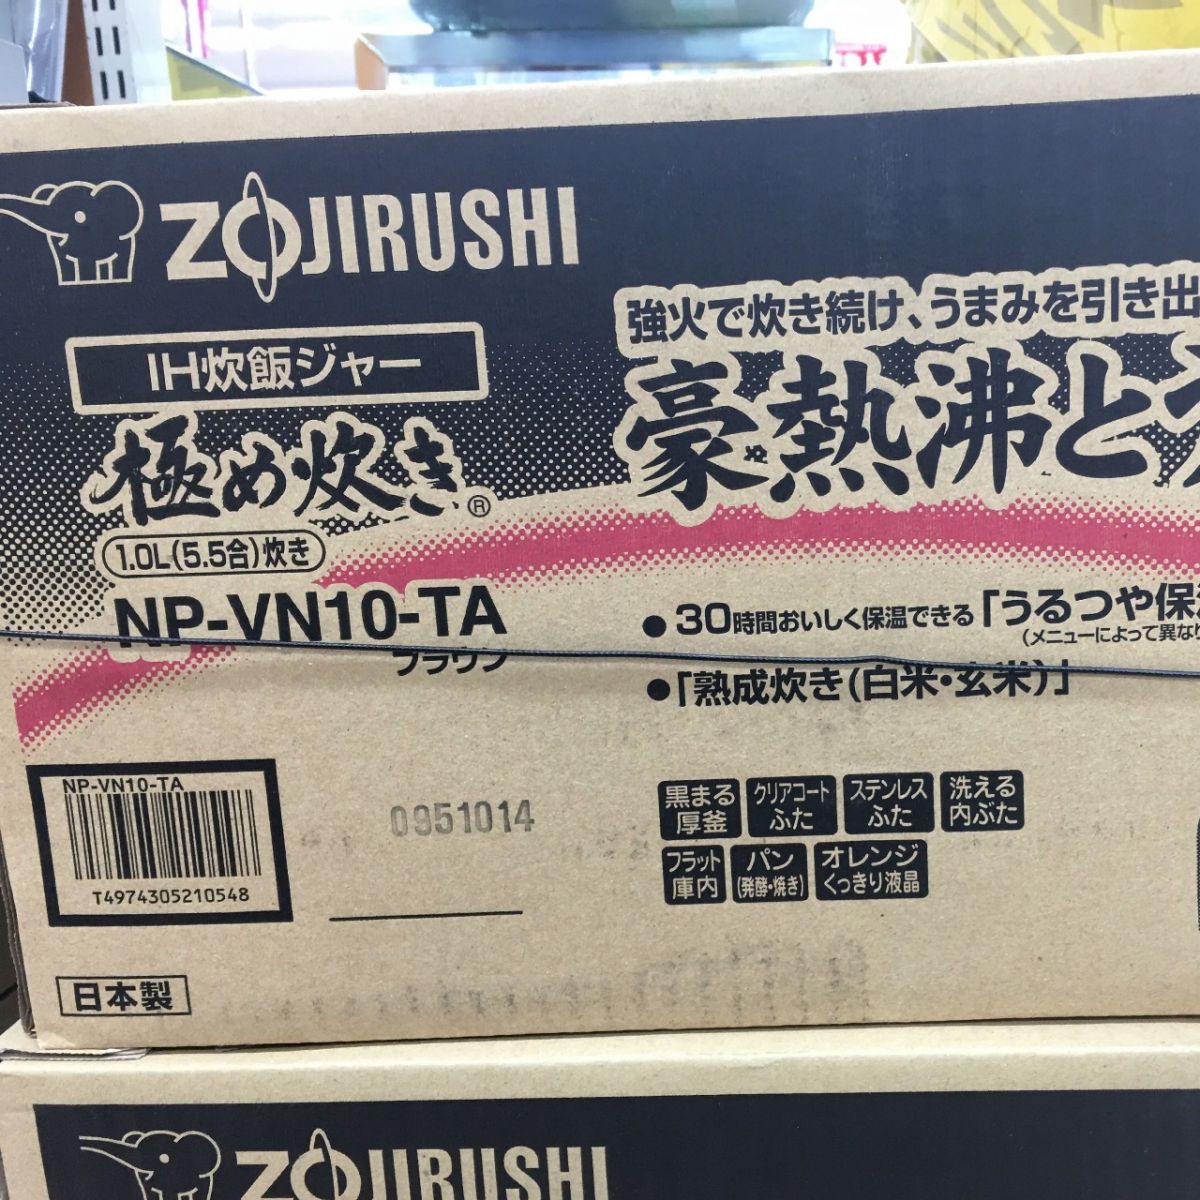 ZOJIRUSHI
IH炊飯ジャー
極め炊き®
1.0L(5.5合)炊き
NP-VN10-TA
ブラウン
強火で炊き続け、うまみを引き出
豪熱沸と
●30時間おいしく保温できる「うるつや保温
(メニューによって異なり
●「熟成炊き(白米・玄米)」
NP-VN10-TA
T4974305210548
0951014
黒まる厚釜
クリアコートふた
ステンレスふた
洗える内ぶた
フラット庫内
パン(発酵・焼き)
オレンジくっきり液晶
日本製
ZOJIRUSHI